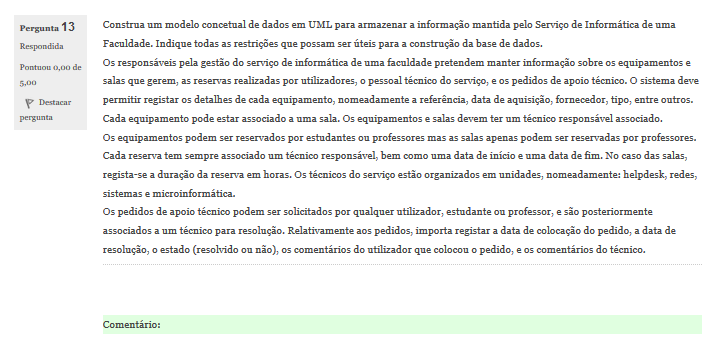 Pergunta 13
Respondida
Pontuou 0,00 de
5,00
Destacar
pergunta
Construa um modelo concetual de dados em UML para armazenar a informação mantida pelo Serviço de Informática de uma
Faculdade. Indique todas as restrições que possam ser úteis para a construção da base de dados.
Os responsáveis pela gestão do serviço de informática de uma faculdade pretendem manter informação sobre os equipamentos e
salas que gerem, as reservas realizadas por utilizadores, o pessoal técnico do serviço, e os pedidos de apoio técnico. O sistema deve
permitir registar os detalhes de cada equipamento, nomeadamente a referência, data de aquisição, fornecedor, tipo, entre outros.
Cada equipamento pode estar associado a uma sala. Os equipamentos e salas devem ter um técnico responsável associado.
Os equipamentos podem ser reservados por estudantes ou professores mas as salas apenas podem ser reservadas por professores.
Cada reserva tem sempre associado um técnico responsável, bem como uma data de início e uma data de fim. No caso das salas,
regista-se a duração da reserva em horas. Os técnicos do serviço estão organizados em unidades, nomeadamente: helpdesk, redes,
sistemas e microinformática.
Os pedidos de apoio técnico podem ser solicitados por qualquer utilizador, estudante ou professor, e são posteriormente
associados a um técnico para resolução. Relativamente aos pedidos, importa registar a data de colocação do pedido, a data de
resolução, o estado (resolvido ou não), os comentários do utilizador que colocou o pedido, e os comentários do técnico.
Comentário: